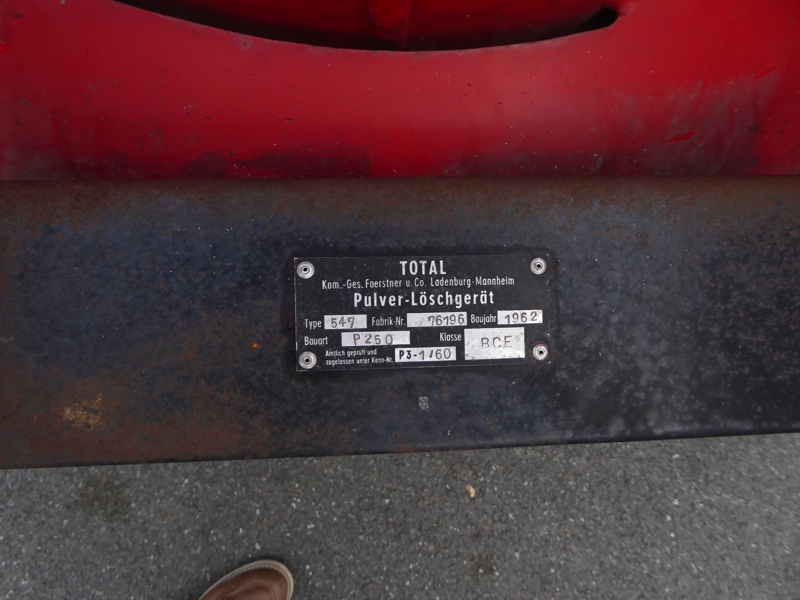 TOTAL
Kom.-Ges. Foerstner u. Co. Ladenburg-Mannheim
Pulver-Löschgerät
Type 547 Fabrik-Nr. 76196 Baujahr 1962
Bauart P250 Klasse BCE
Amtlich geprüft und
zugelassen unter Kenn-Nr. P3-1/60